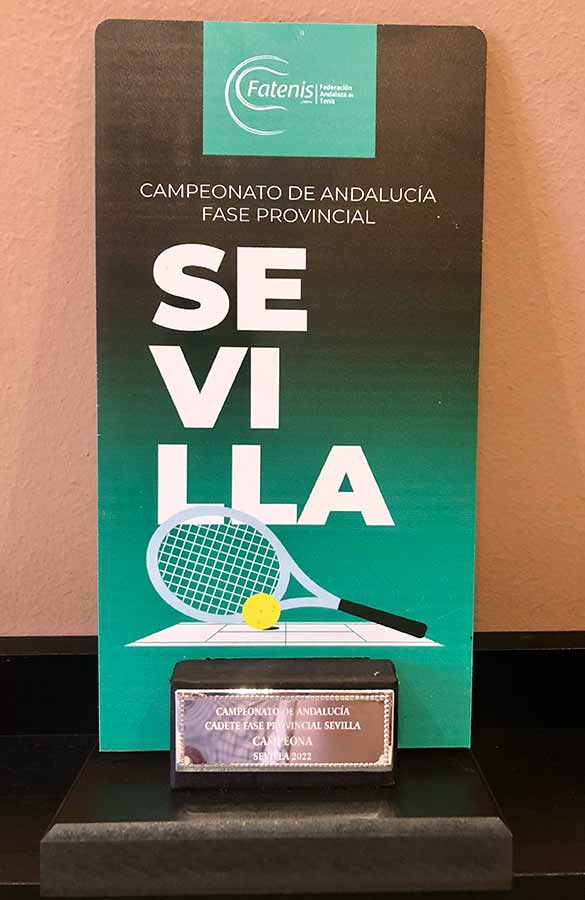 Fatenis
Federación
Andaluza de
Tenis
CAMPEONATO DE ANDALUCÍA
FASE PROVINCIAL
SE
VI
LLA
CAMPEONATO DE ANDALUCÍA
CADETE FASE PROVINCIAL SEVILLA
CAMPEONA
SEVILLA 2022